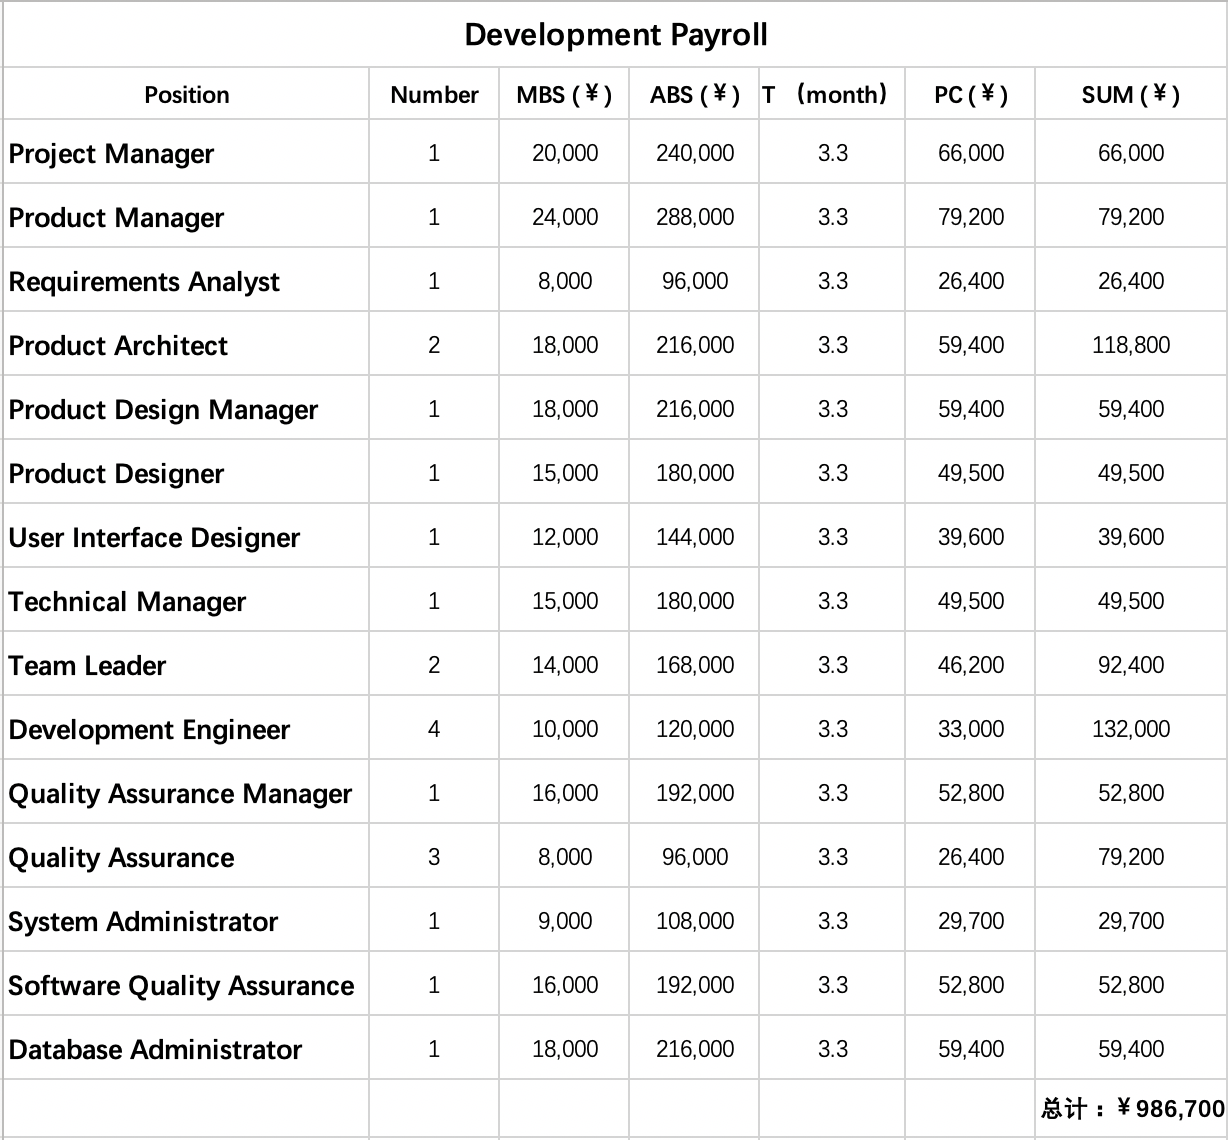 Development Payroll
Position Number MBS (¥) ABS (¥) T （month） PC (¥) SUM (¥)
Project Manager 1 20,000 240,000 3.3 66,000 66,000
Product Manager 1 24,000 288,000 3.3 79,200 79,200
Requirements Analyst 1 8,000 96,000 3.3 26,400 26,400
Product Architect 2 18,000 216,000 3.3 59,400 118,800
Product Design Manager 1 18,000 216,000 3.3 59,400 59,400
Product Designer 1 15,000 180,000 3.3 49,500 49,500
User Interface Designer 1 12,000 144,000 3.3 39,600 39,600
Technical Manager 1 15,000 180,000 3.3 49,500 49,500
Team Leader 2 14,000 168,000 3.3 46,200 92,400
Development Engineer 4 10,000 120,000 3.3 33,000 132,000
Quality Assurance Manager 1 16,000 192,000 3.3 52,800 52,800
Quality Assurance 3 8,000 96,000 3.3 26,400 79,200
System Administrator 1 9,000 108,000 3.3 29,700 29,700
Software Quality Assurance 1 16,000 192,000 3.3 52,800 52,800
Database Administrator 1 18,000 216,000 3.3 59,400 59,400
总计：¥986,700